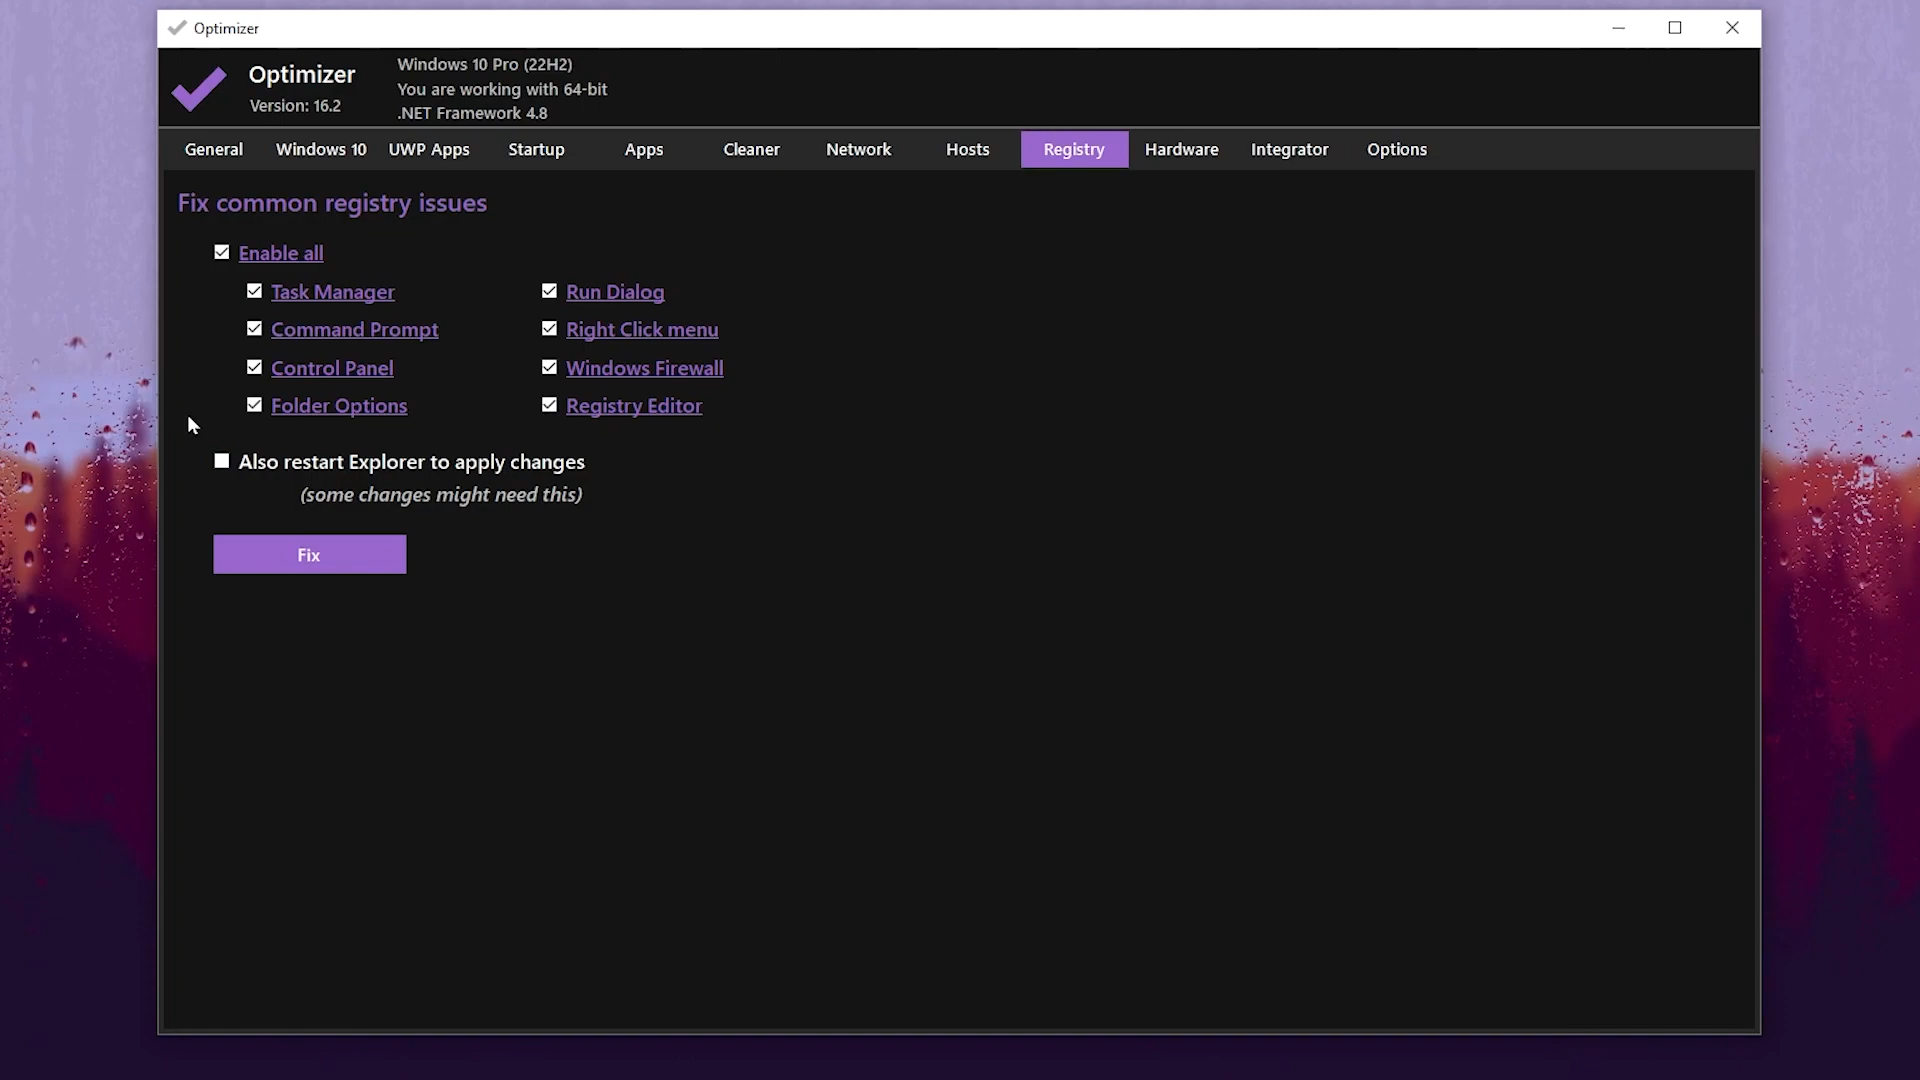 Optimizer
Optimizer
Version: 16.2
Windows 10 Pro (22H2)
You are working with 64-bit
.NET Framework 4.8
General Windows 10 UWP Apps Startup Apps Cleaner Network Hosts Registry Hardware Integrator Options
Fix common registry issues
Enable all
Task Manager Run Dialog
Command Prompt Right Click menu
Control Panel Windows Firewall
Folder Options Registry Editor
Also restart Explorer to apply changes
(some changes might need this)
Fix